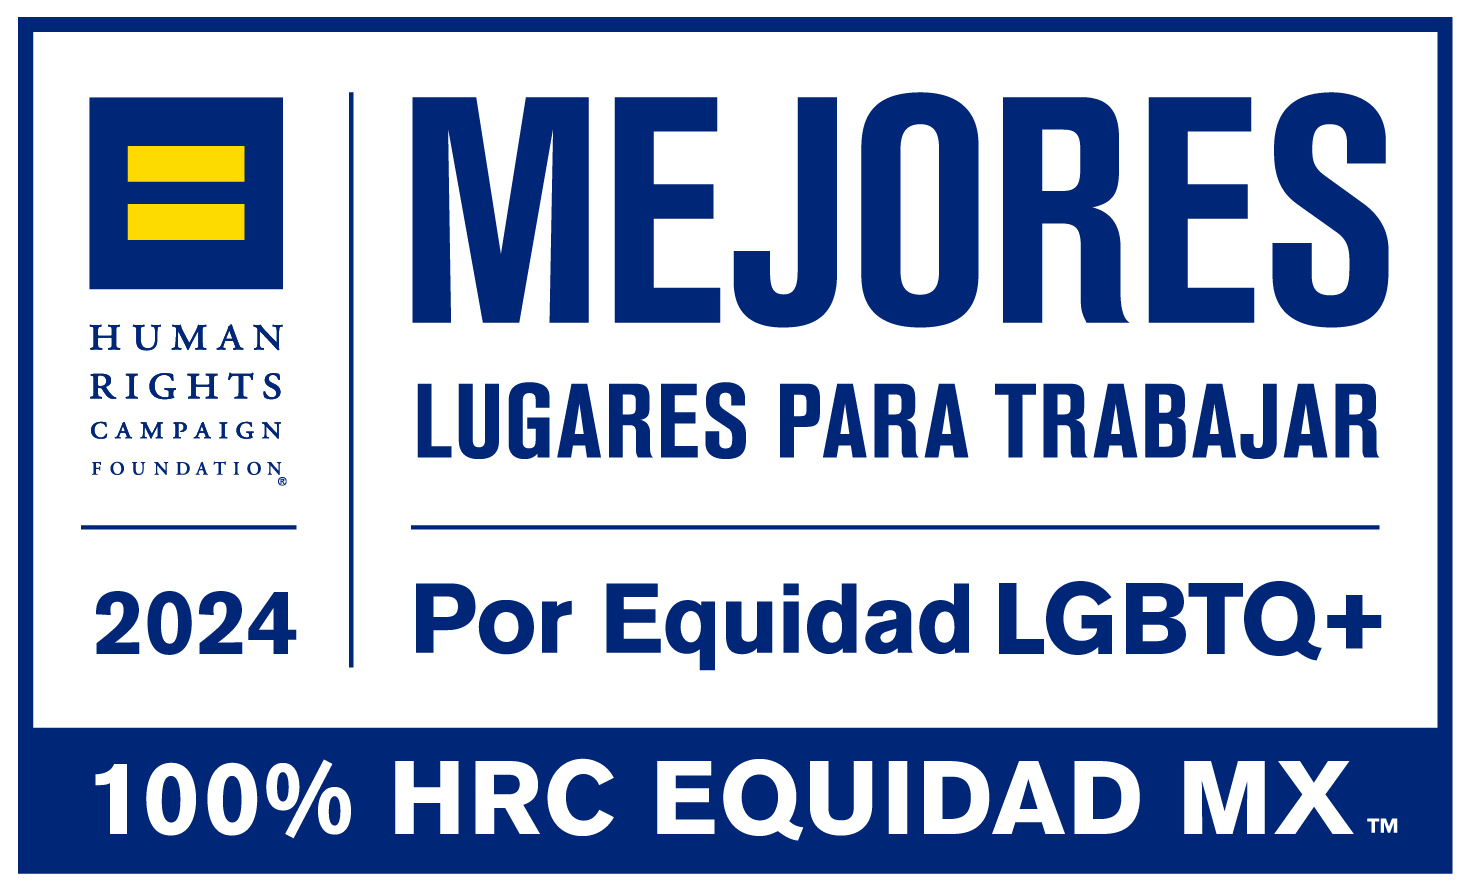 HUMAN
RIGHTS
CAMPAIGN
FOUNDATION®
2024
MEJORES
LUGARES PARA TRABAJAR
Por Equidad LGBTQ+
100% HRC EQUIDAD MX™